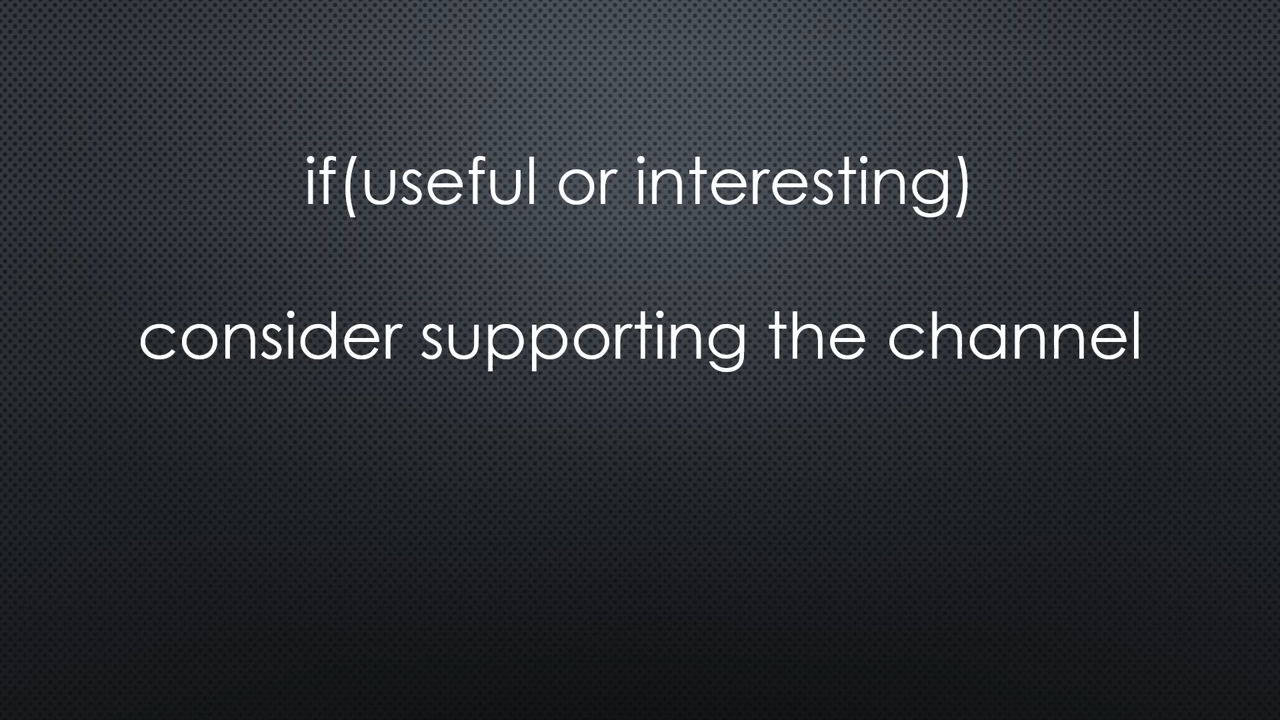 if(useful or interesting)
consider supporting the channel